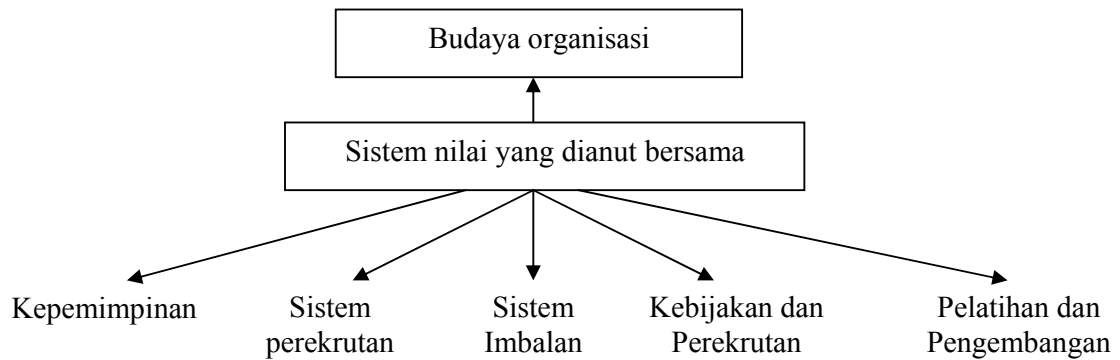 Budaya organisasi
Sistem nilai yang dianut bersama
Kepemimpinan
Sistem
perekrutan
Sistem
Imbalan
Kebijakan dan
Perekrutan
Pelatihan dan
Pengembangan